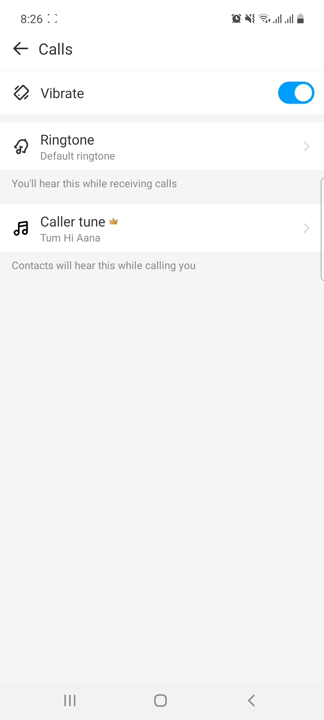 8:26
Calls
Vibrate
Ringtone
Default ringtone
You'll hear this while receiving calls
Caller tune
Tum Hi Aana
Contacts will hear this while calling you